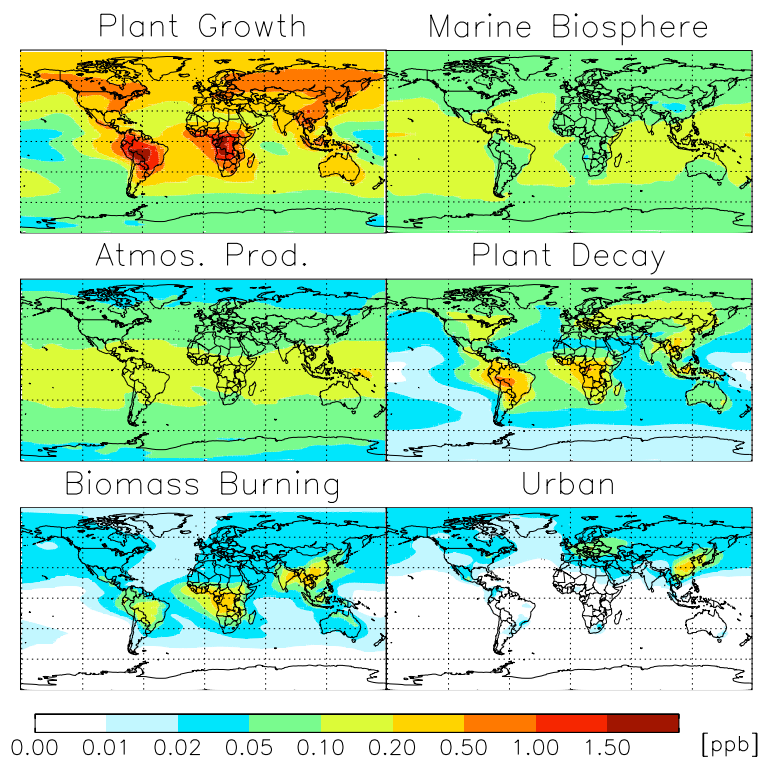 Plant Growth
Marine Biosphere
Atmos. Prod.
Plant Decay
Biomass Burning
Urban
0.00 0.01 0.02 0.05 0.10 0.20 0.50 1.00 1.50 [ppb]